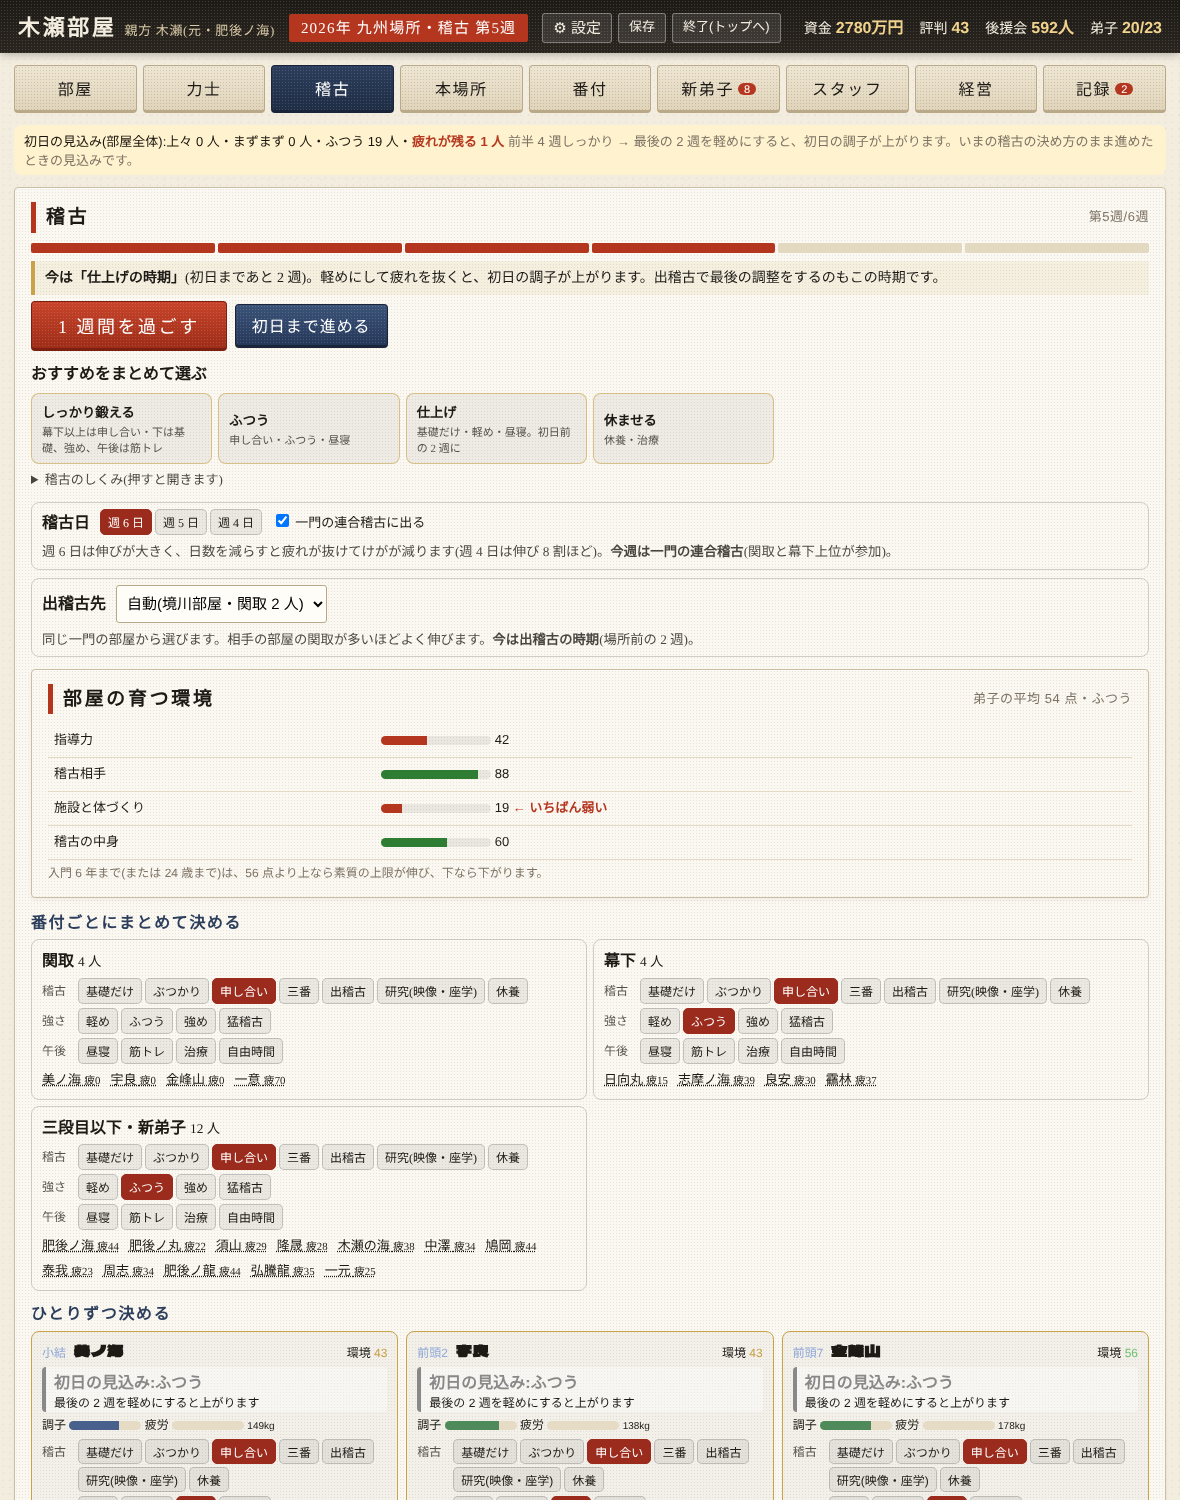 木瀬部屋 親方 木瀬(元・肥後ノ海) 2026年 九州場所・稽古 第5週 ⚙ 設定 保存 終了(トップへ) 資金 2780万円 評判 43 後援会 592人 弟子 20/23
部屋 力士 稽古 本場所 番付 新弟子 8 スタッフ 経営 記録 2
初日の見込み(部屋全体):上々 0 人・まずまず 0 人・ふつう 19 人・疲れが残る 1 人 前半 4 週しっかり → 最後の 2 週を軽めにすると、初日の調子が上がります。いまの稽古の決め方のまま進めた
ときの見込みです。
稽古 第5週/6週
今は「仕上げの時期」(初日まであと 2 週)。軽めにして疲れを抜くと、初日の調子が上がります。出稽古で最後の調整をするのもこの時期です。
1 週間を過ごす 初日まで進める
おすすめをまとめて選ぶ
しっかり鍛える
幕下以上は申し合い・下は基
礎、強め、午後は筋トレ
ふつう
申し合い・ふつう・昼寝
仕上げ
基礎だけ・軽め・昼寝。初日前
の 2 週に
休ませる
休養・治療
▶ 稽古のしくみ(押すと開きます)
稽古日 週 6 日 週 5 日 週 4 日 一門の連合稽古に出る
週 6 日は伸びが大きく、日数を減らすと疲れが抜けてけがが減ります(週 4 日は伸び 8 割ほど)。今週は一門の連合稽古(関取と幕下上位が参加)。
出稽古先 自動(境川部屋・関取 2 人)
同じ一門の部屋から選びます。相手の部屋の関取が多いほどよく伸びます。今は出稽古の時期(場所前の 2 週)。
部屋の育つ環境 弟子の平均 54 点・ふつう
指導力 42
稽古相手 88
施設と体づくり 19 ← いちばん弱い
稽古の中身 60
入門 6 年まで(または 24 歳まで)は、56 点より上なら素質の上限が伸び、下なら下がります。
番付ごとにまとめて決める
関取 4 人
稽古 基礎だけ ぶつかり 申し合い 三番 出稽古 研究(映像・座学) 休養
強さ 軽め ふつう 強め 猛稽古
午後 昼寝 筋トレ 治療 自由時間
美ノ海 疲0 宇良 疲0 金峰山 疲0 一意 疲70
幕下 4 人
稽古 基礎だけ ぶつかり 申し合い 三番 出稽古 研究(映像・座学) 休養
強さ 軽め ふつう 強め 猛稽古
午後 昼寝 筋トレ 治療 自由時間
日向丸 疲15 志摩ノ海 疲39 良安 疲30 靏林 疲37
三段目以下・新弟子 12 人
稽古 基礎だけ ぶつかり 申し合い 三番 出稽古 研究(映像・座学) 休養
強さ 軽め ふつう 強め 猛稽古
午後 昼寝 筋トレ 治療 自由時間
肥後ノ海 疲44 肥後ノ丸 疲22 須山 疲29 隆晟 疲28 木瀬の海 疲38 中澤 疲34 鳩岡 疲44
泰我 疲23 周志 疲34 肥後ノ龍 疲44 弘騰龍 疲35 一元 疲25
ひとりずつ決める
小結 美ノ海 環境 43
初日の見込み:ふつう
最後の 2 週を軽めにすると上がります
調子 疲労 149kg
稽古 基礎だけ ぶつかり 申し合い 三番 出稽古
研究(映像・座学) 休養
前頭2 宇良 環境 43
初日の見込み:ふつう
最後の 2 週を軽めにすると上がります
調子 疲労 138kg
稽古 基礎だけ ぶつかり 申し合い 三番 出稽古
研究(映像・座学) 休養
前頭7 金峰山 環境 56
初日の見込み:ふつう
最後の 2 週を軽めにすると上がります
調子 疲労 178kg
稽古 基礎だけ ぶつかり 申し合い 三番 出稽古
研究(映像・座学) 休養